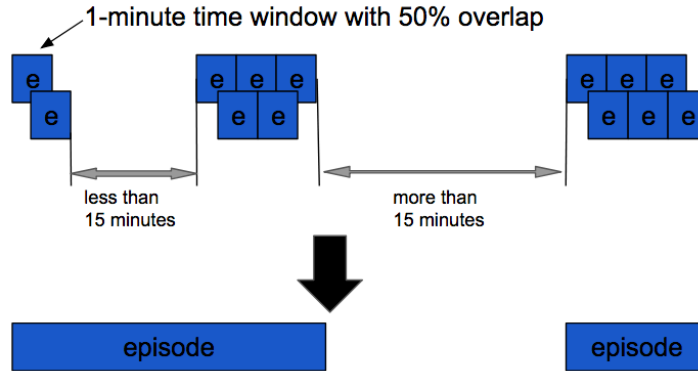 1-minute time window with 50% overlap
e e e e e e e
e e e e e e e
less than
15 minutes
more than
15 minutes
episode episode